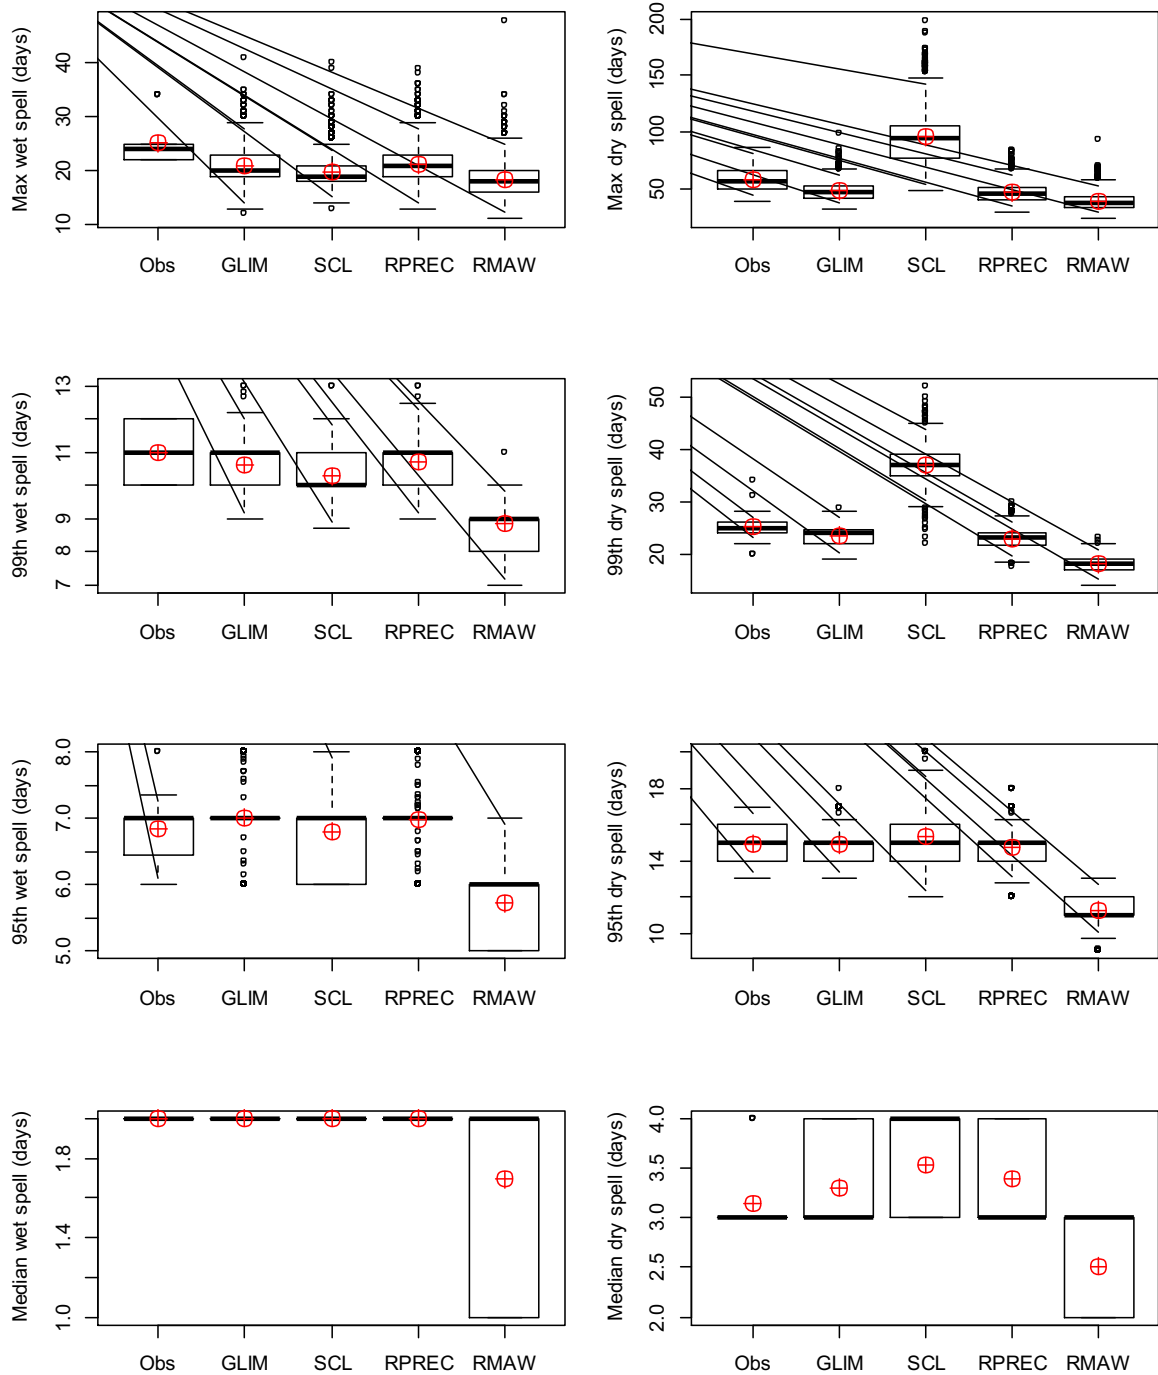 Max wet spell (days)
40
30
20
10
Obs GLIM SCL RPREC RMAW
Max dry spell (days)
200
150
100
50
Obs GLIM SCL RPREC RMAW
99th wet spell (days)
13
11
9
8
7
Obs GLIM SCL RPREC RMAW
99th dry spell (days)
50
40
30
20
Obs GLIM SCL RPREC RMAW
95th wet spell (days)
8.0
7.0
6.0
5.0
Obs GLIM SCL RPREC RMAW
95th dry spell (days)
18
14
10
Obs GLIM SCL RPREC RMAW
Median wet spell (days)
1.8
1.4
1.0
Obs GLIM SCL RPREC RMAW
Median dry spell (days)
4.0
3.5
3.0
2.5
2.0
Obs GLIM SCL RPREC RMAW